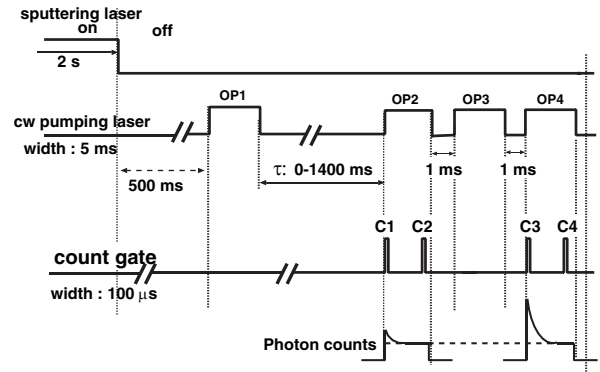 sputtering laser
on off
2 s
OP1 OP2 OP3 OP4
cw pumping laser
width : 5 ms
500 ms
τ: 0-1400 ms
1 ms 1 ms
C1 C2 C3 C4
count gate
width : 100 μs
Photon counts